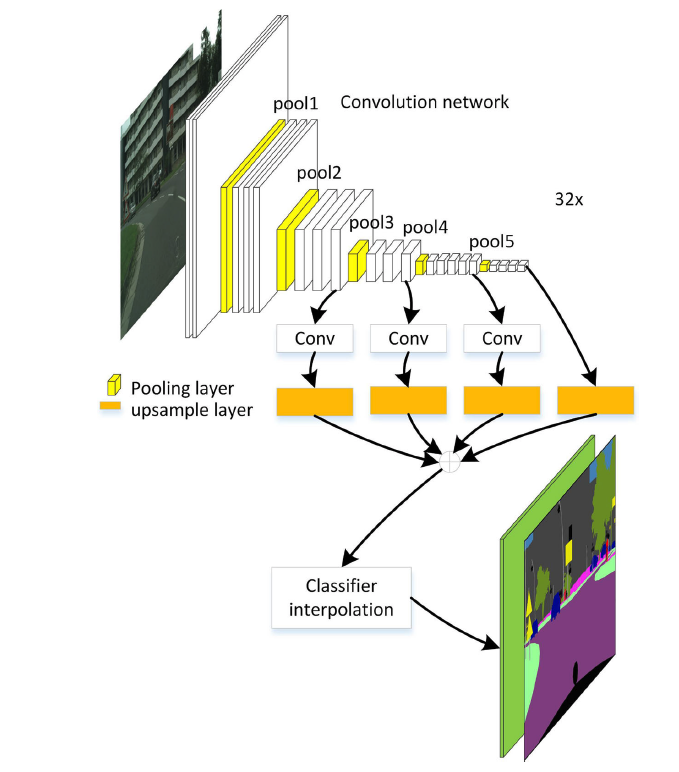 pool1
Convolution network
pool2
32x
pool3
pool4
pool5
Conv
Conv
Conv
Pooling layer
upsample layer
Classifier
interpolation